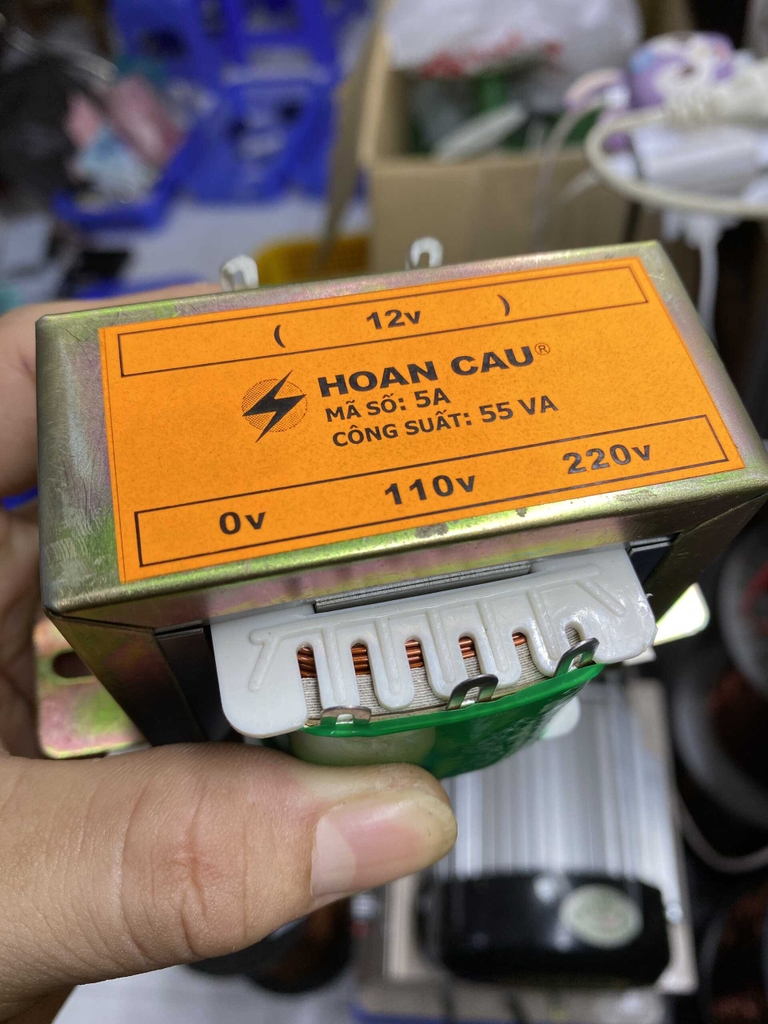 ( 12v )
HOAN CAU®
MÃ SỐ: 5A
CÔNG SUẤT: 55 VA
0v 110v 220v